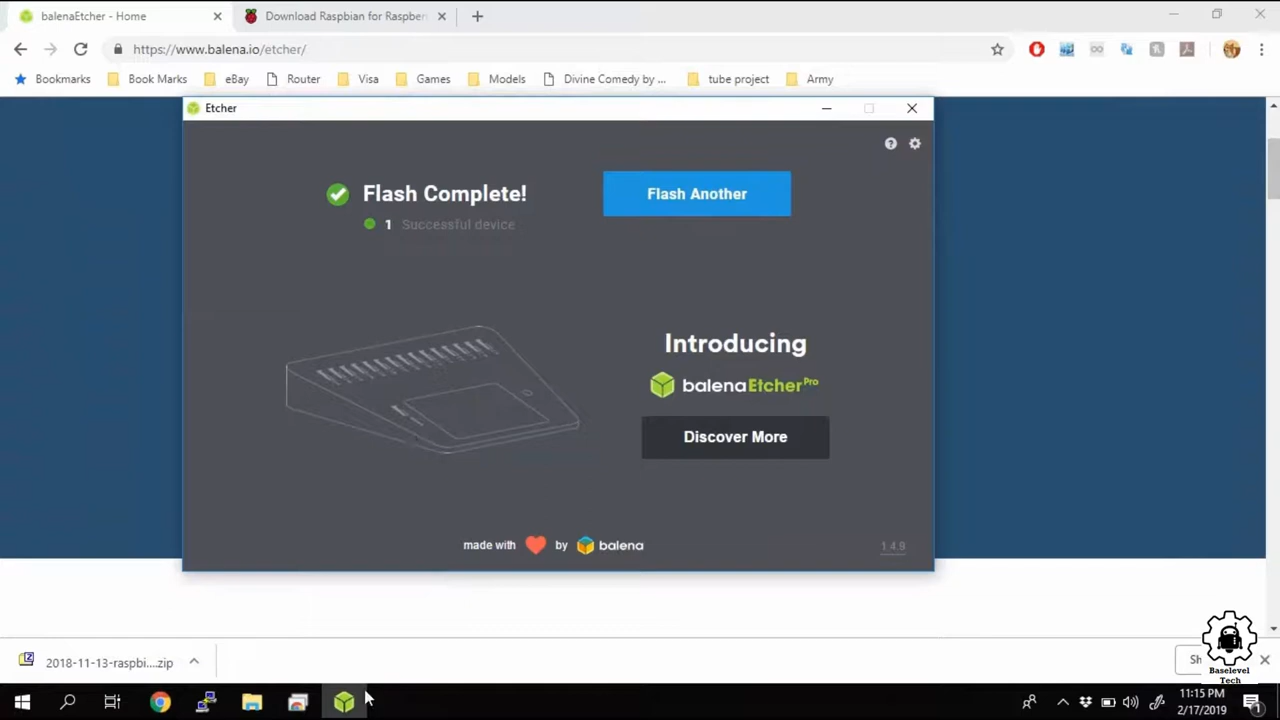 balenaEtcher - Home
Download Raspbian for Raspber
https://www.balena.io/etcher/
Bookmarks
Book Marks
eBay
Router
Visa
Games
Models
Divine Comedy by ...
tube project
Army
Etcher
Flash Complete!
Flash Another
1 Successful device
Introducing
balenaEtcher Pro
Discover More
made with by balena
1.4.9
2018-11-13-raspbi....zip
Sh
Baselevel
Tech
11:15 PM
2/17/2019
1